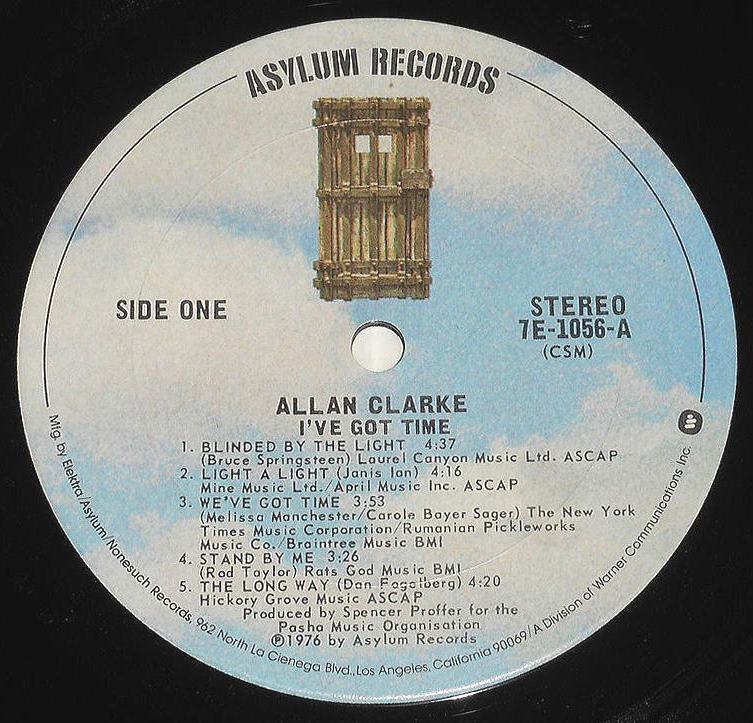 ASYLUM RECORDS
SIDE ONE
STEREO
7E-1056-A
(CSM)
ALLAN CLARKE
I'VE GOT TIME
1. BLINDED BY THE LIGHT 4:37
(Bruce Springsteen) Laurel Canyon Music Ltd. ASCAP
2. LIGHT A LIGHT (Janis Ian) 4:16
Mine Music Ltd./April Music Inc. ASCAP
3. WE'VE GOT TIME 3:53
(Melissa Manchester/Carole Bayer Sager) The New York
Times Music Corporation/Rumanian Pickleworks
Music Co./Braintree Music BMI
4. STAND BY ME 3:26
(Rod Taylor) Rats God Music BMI
5. THE LONG WAY (Dan Fogelberg) 4:20
Hickory Grove Music ASCAP
Produced by Spencer Proffer for the
Pasha Music Organisation
℗1976 by Asylum Records
Mfg. by Elektra/Asylum/Nonesuch Records, 962 North La Cienega Blvd., Los Angeles, California 90069/A Division of Warner Communications Inc.